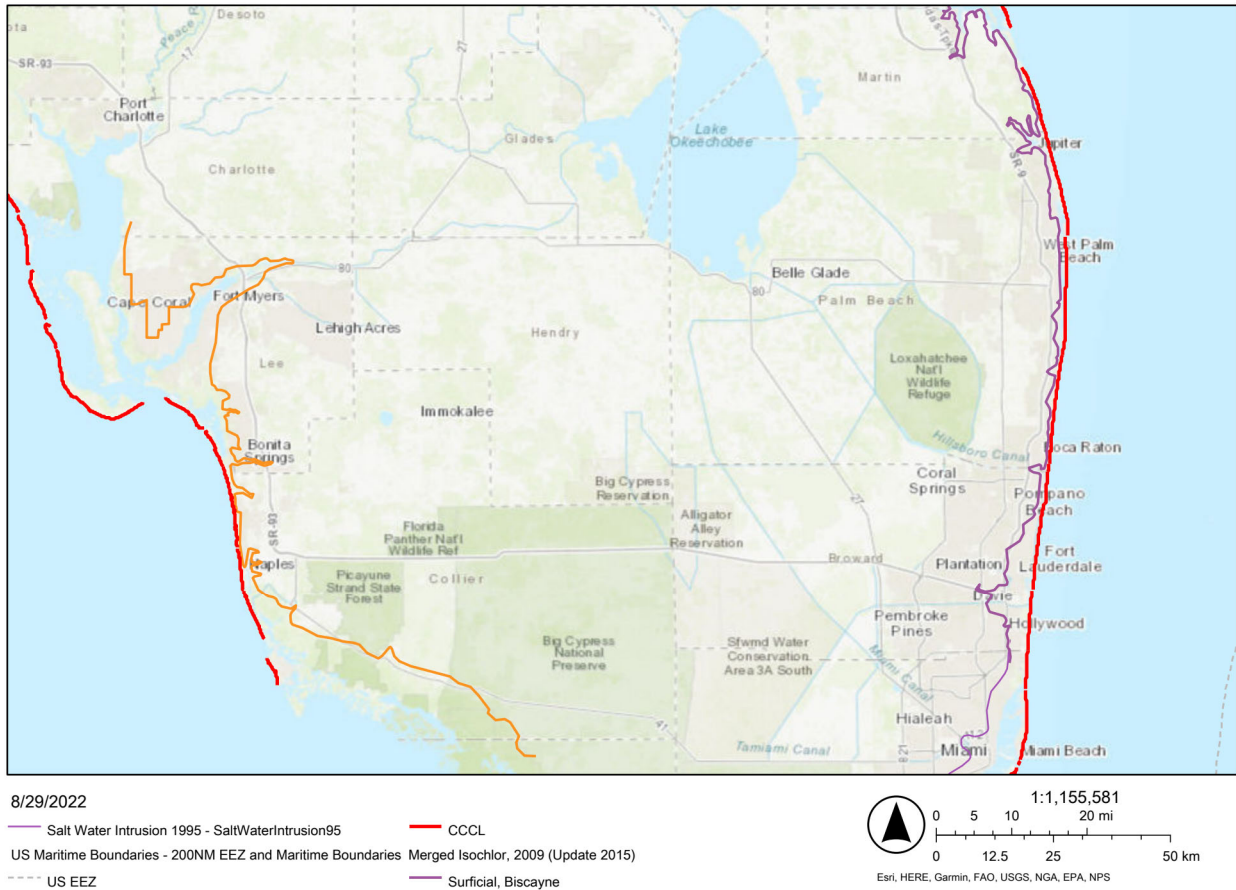 Desoto
Peace R
27
SR-93
17
Martin
Port
Charlotte
Lake
Okeechobee
Glades
Jupiter
Charlotte
SR-9
West Palm
Beach
80
Belle Glade
Cape Coral
Fort Myers
80
Palm Beach
Lehigh Acres
Hendry
Lee
Loxahatchee
Nat'l
Wildlife
Refuge
Immokalee
Bonita
Springs
Hillsboro Canal
Boca Raton
Coral
Springs
Big Cypress
Reservation
Pompano
Beach
27
SR-93
Alligator
Alley
Reservation
Florida
Panther Nat'l
Wildlife Ref
Broward
Fort
Lauderdale
Naples
Plantation
Collier
Picayune
Strand State
Forest
Davie
Pembroke
Pines
Hollywood
Big Cypress
National
Preserve
Sfwmd Water
Conservation
Area 3A South
Miami Canal
Hialeah
41
Tamiami Canal
821
Miami
Miami Beach
8/29/2022
Salt Water Intrusion 1995 - SaltWaterIntrusion95
US Maritime Boundaries - 200NM EEZ and Maritime Boundaries
US EEZ
CCCL
Merged Isochlor, 2009 (Update 2015)
Surficial, Biscayne
1:1,155,581
0 5 10 20 mi
0 12.5 25 50 km
Esri, HERE, Garmin, FAO, USGS, NGA, EPA, NPS